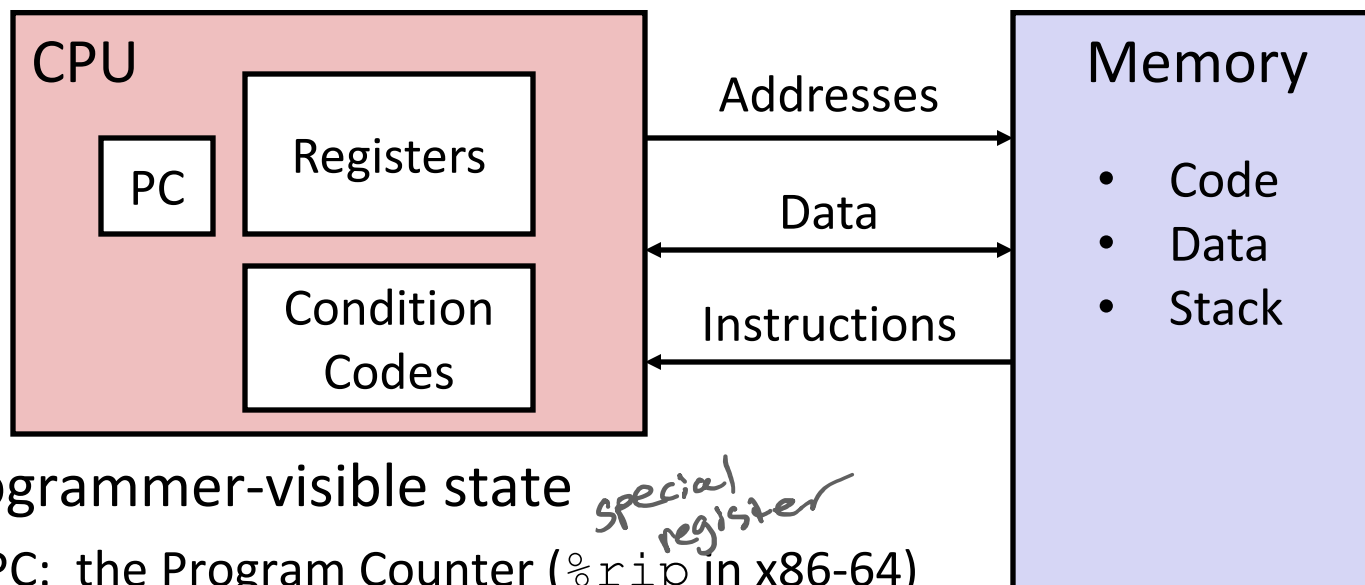 CPU
PC
Registers
Condition
Codes
Addresses
Data
Instructions
Memory
• Code
• Data
• Stack
ogrammer-visible state
special
register
PC: the Program Counter (%rip in x86-64)